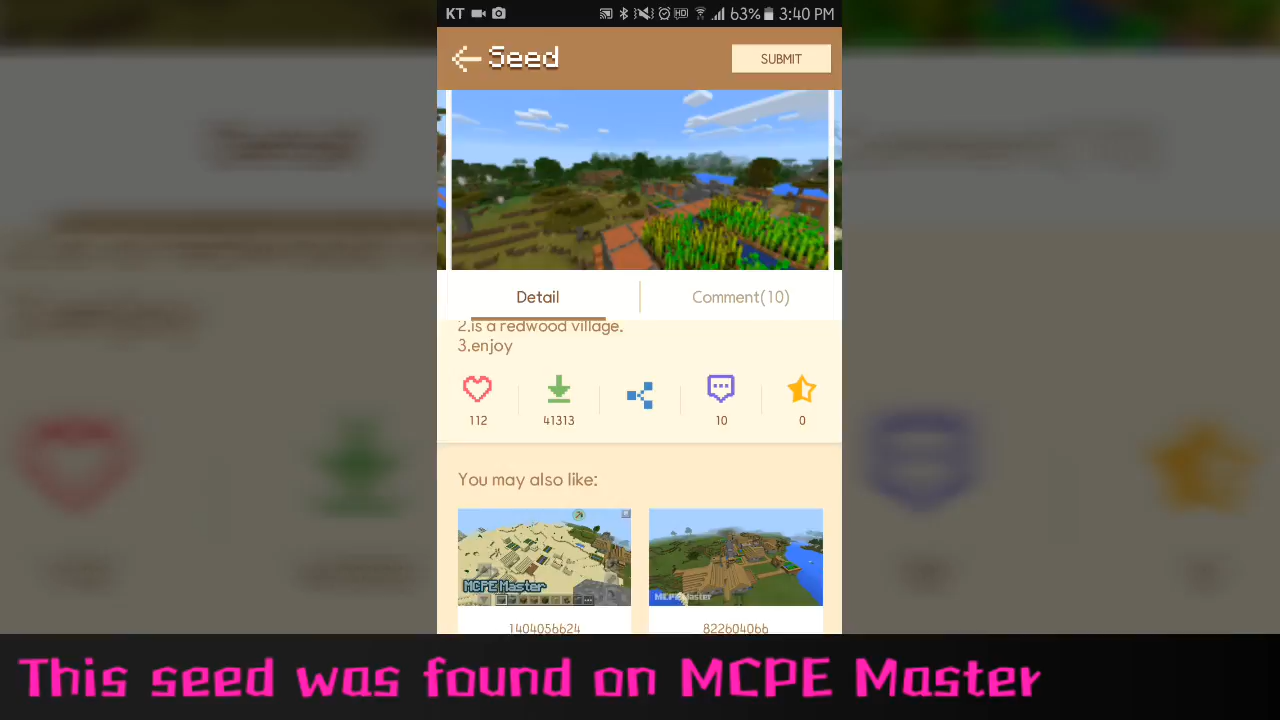 KT 63% 3:40 PM
Seed
SUBMIT
Detail Comment(10)
2.is a redwood village.
3.enjoy
112 41313 10 0
You may also like:
MCPE Master
MCPE Master
1404056624 822604066
This seed was found on MCPE Master